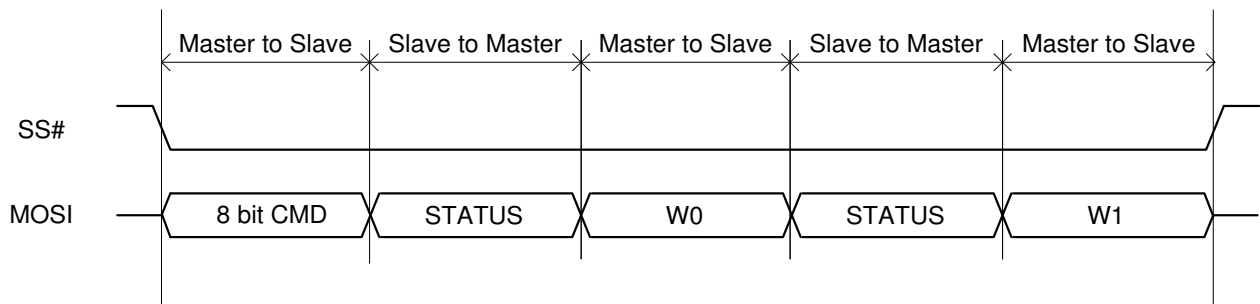 Master to Slave Slave to Master Master to Slave Slave to Master Master to Slave
SS#
MOSI 8 bit CMD STATUS W0 STATUS W1